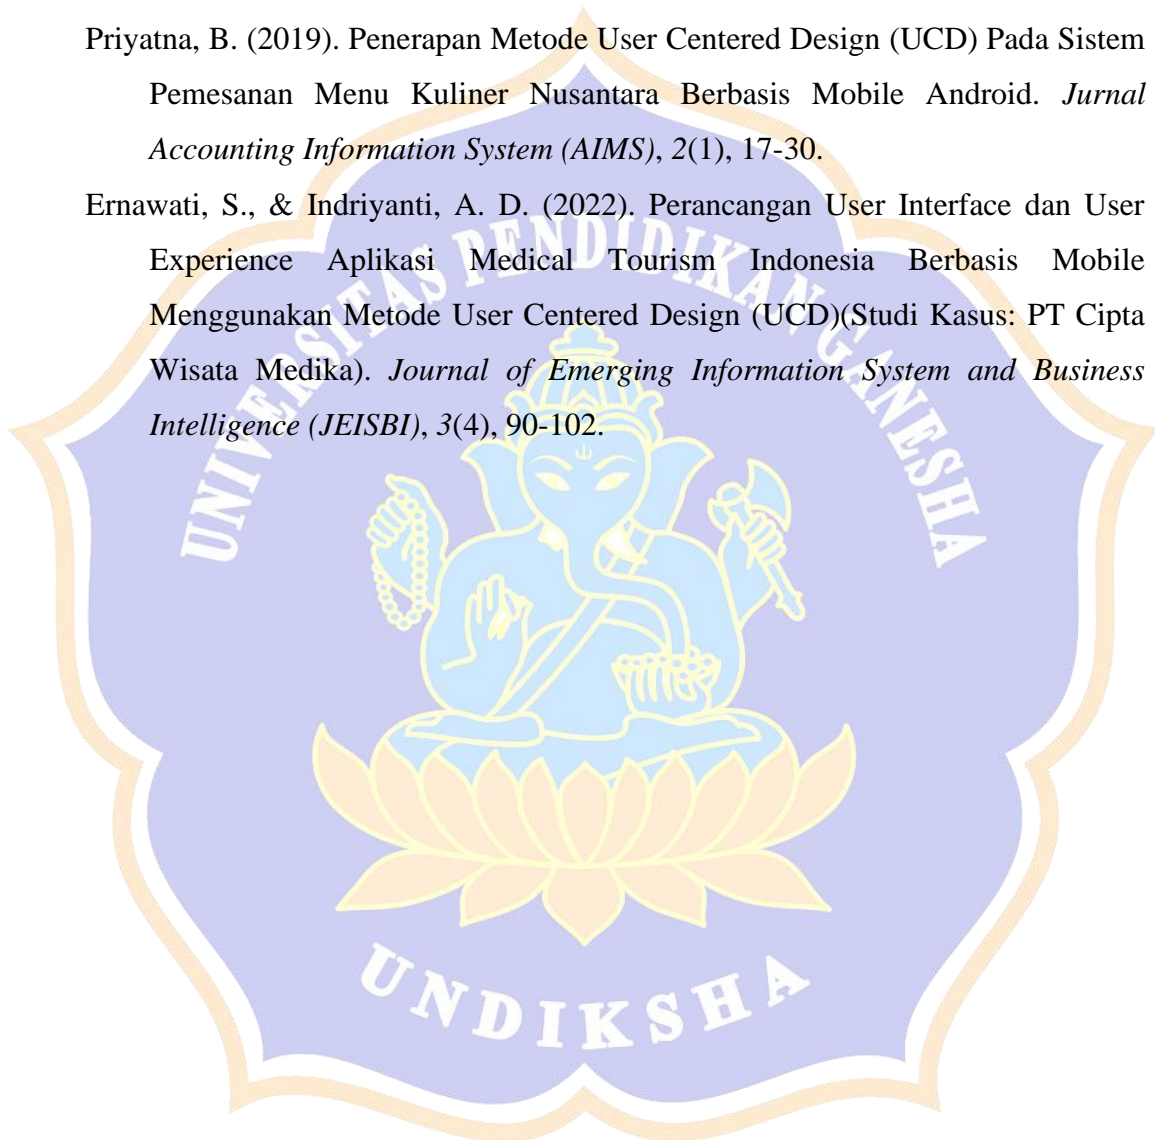 Priyatna, B. (2019). Penerapan Metode User Centered Design (UCD) Pada Sistem
Pemesanan Menu Kuliner Nusantara Berbasis Mobile Android. Jurnal
Accounting Information System (AIMS), 2(1), 17-30.
Ernawati, S., & Indriyanti, A. D. (2022). Perancangan User Interface dan User
Experience Aplikasi Medical Tourism Indonesia Berbasis Mobile
Menggunakan Metode User Centered Design (UCD)(Studi Kasus: PT Cipta
Wisata Medika). Journal of Emerging Information System and Business
Intelligence (JEISBI), 3(4), 90-102.
UNIVERSITAS PENDIDIKAN GANESHA
UNDIKSHA